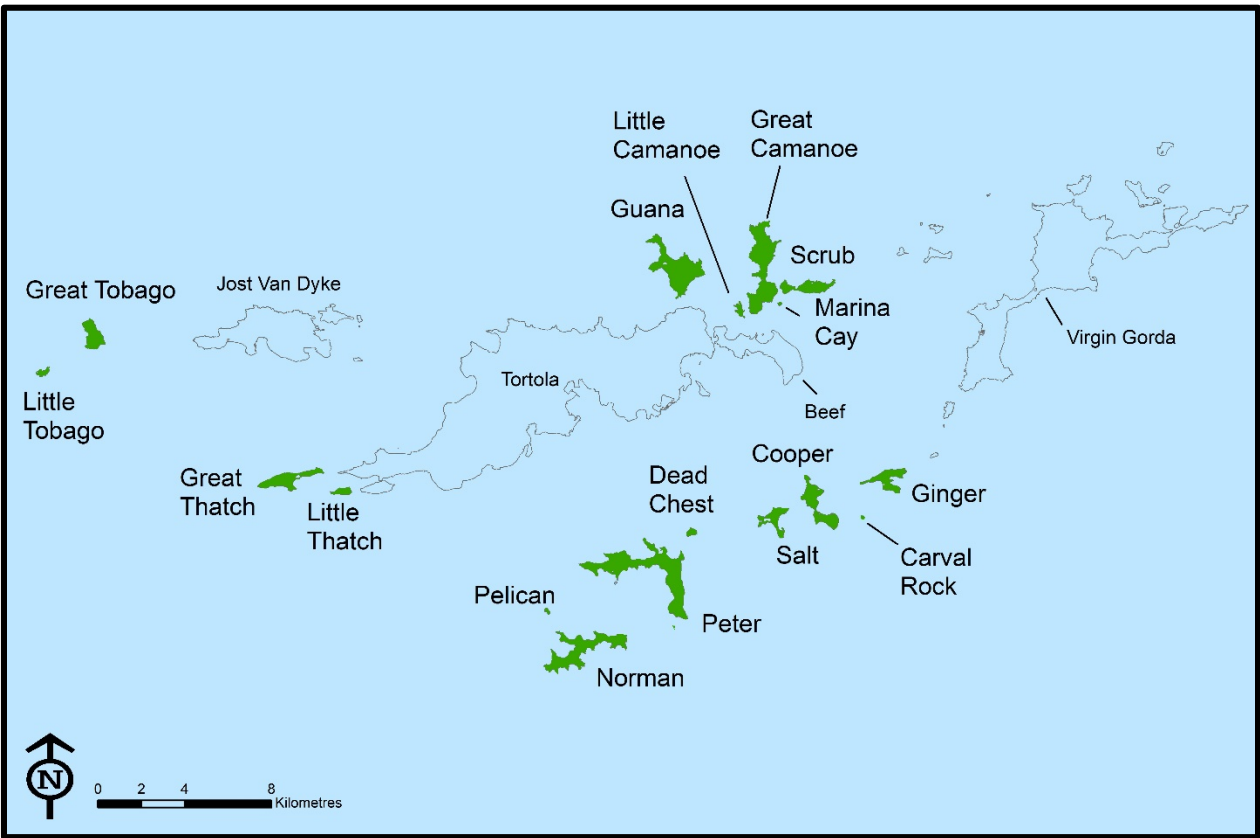 Little
Camanoe
Great
Camanoe
Guana
Scrub
Great Tobago
Jost Van Dyke
Marina
Cay
Virgin Gorda
Little
Tobago
Tortola
Beef
Great
Thatch
Little
Thatch
Dead
Chest
Cooper
Ginger
Salt
Carval
Rock
Pelican
Peter
Norman
N
0 2 4 8
Kilometres